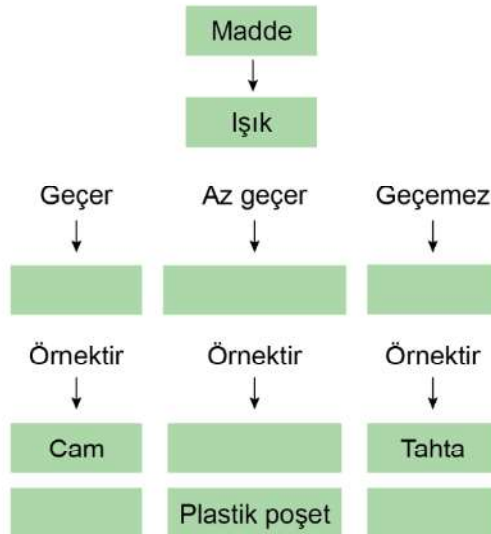 Madde
Işık
Geçer Az geçer Geçemez
Örnektir Örnektir Örnektir
Cam Tahta
Plastik poşet